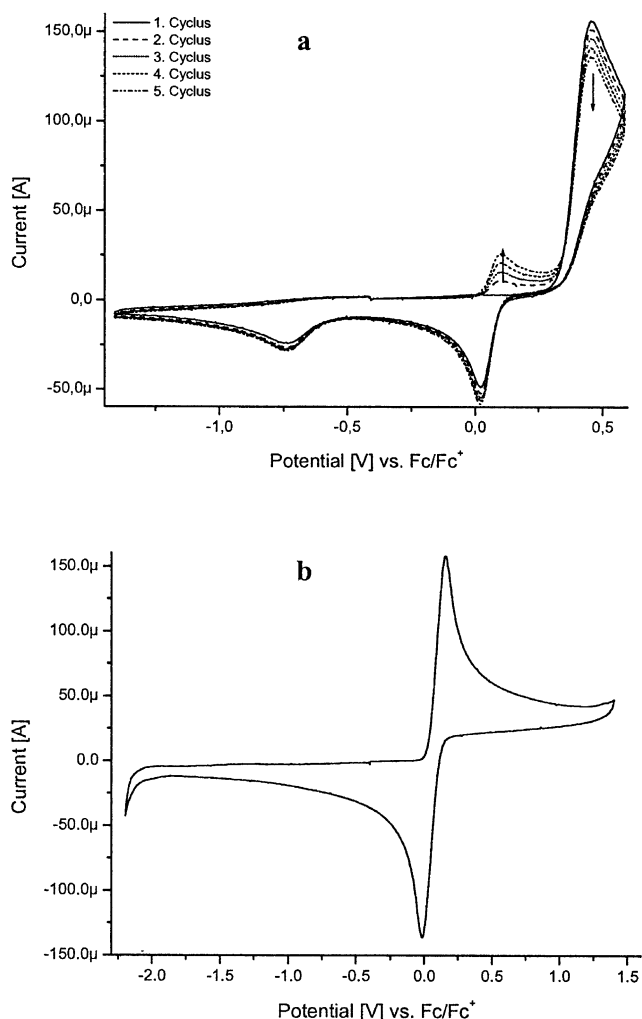 a
1. Cyclus
2. Cyclus
3. Cyclus
4. Cyclus
5. Cyclus
150,0µ
100,0µ
50,0µ
0,0
-50,0µ
Current [A]
-1,0
-0,5
0,0
0,5
Potential [V] vs. Fc/Fc⁺
b
150.0µ
100.0µ
50.0µ
0.0
-50.0µ
-100.0µ
-150.0µ
Current [A]
-2.0
-1.5
-1.0
-0.5
0.0
0.5
1.0
1.5
Potential [V] vs. Fc/Fc⁺